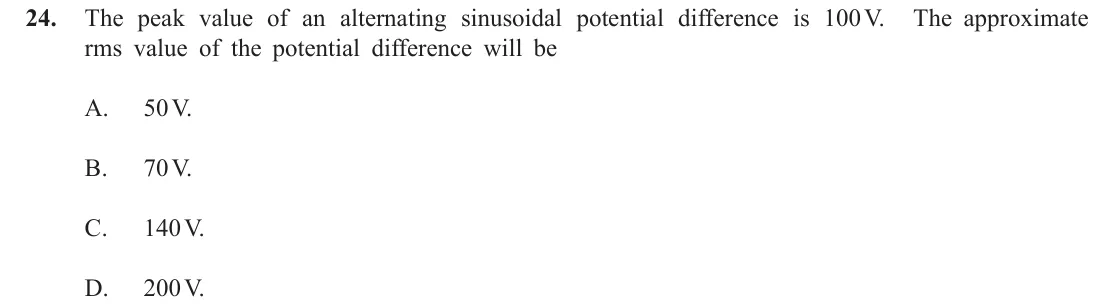 24. The peak value of an alternating sinusoidal potential difference is 100 V. The approximate
rms value of the potential difference will be
A. 50 V.
B. 70 V.
C. 140 V.
D. 200 V.